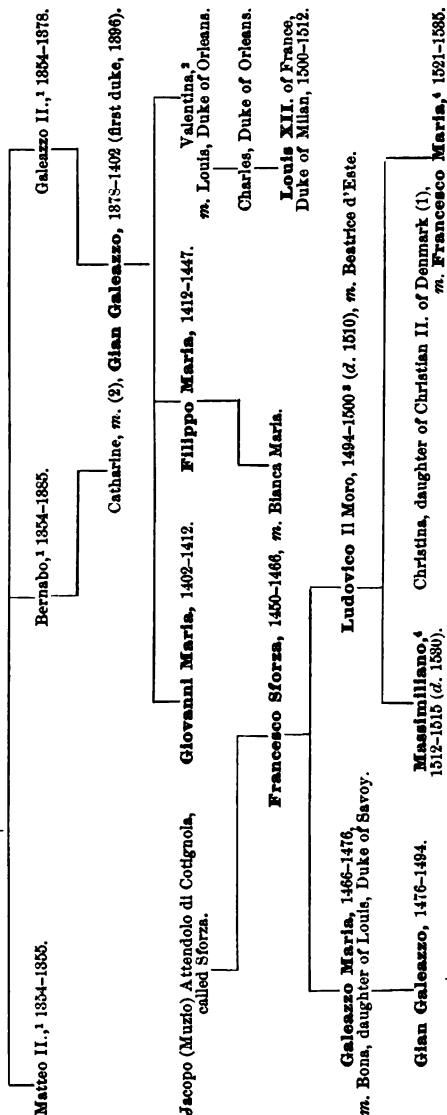 Matteo II.,¹ 1354–1355.
Bernabo,¹ 1354–1385.
Galeazzo II.,¹ 1354–1378.
Catharine, m. (2), Gian Galeazzo, 1378–1402 (first duke, 1396).
Jacopo (Muzio) Attendolo di Cotignola,
called Sforza.
Giovanni Maria, 1402–1412.
Filippo Maria, 1412–1447.
Valentina,²
m. Louis, Duke of Orleans.
Charles, Duke of Orleans.
Louis XII. of France,
Duke of Milan, 1500–1512.
Francesco Sforza, 1450–1466, m. Bianca Maria.
Galeazzo Maria, 1466–1476,
m. Bona, daughter of Louis, Duke of Savoy.
Ludovico Il Moro, 1494–1500³ (d. 1510), m. Beatrice d'Este.
Gian Galeazzo, 1476–1494.
Massimiliano,⁴
1512–1515 (d. 1530).
Christina, daughter of Christian II. of Denmark (1),
m. Francesco Maria,⁴ 1521–1535.